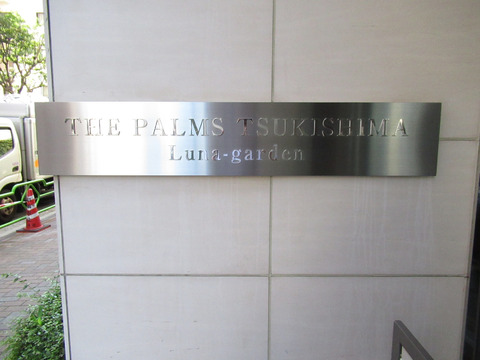 THE PALMS TSUKISHIMA
Luna-garden